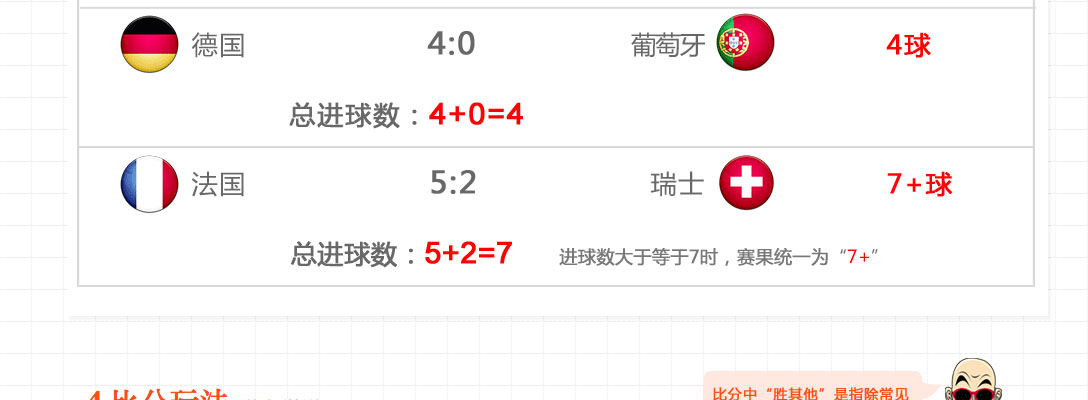 德国 4:0 葡萄牙 4球
总进球数：4+0=4
法国 5:2 瑞士 7+球
总进球数：5+2=7 进球数大于等于7时，赛果统一为“7+”
4 比分玩法
比分中“胜其他”是指除常见